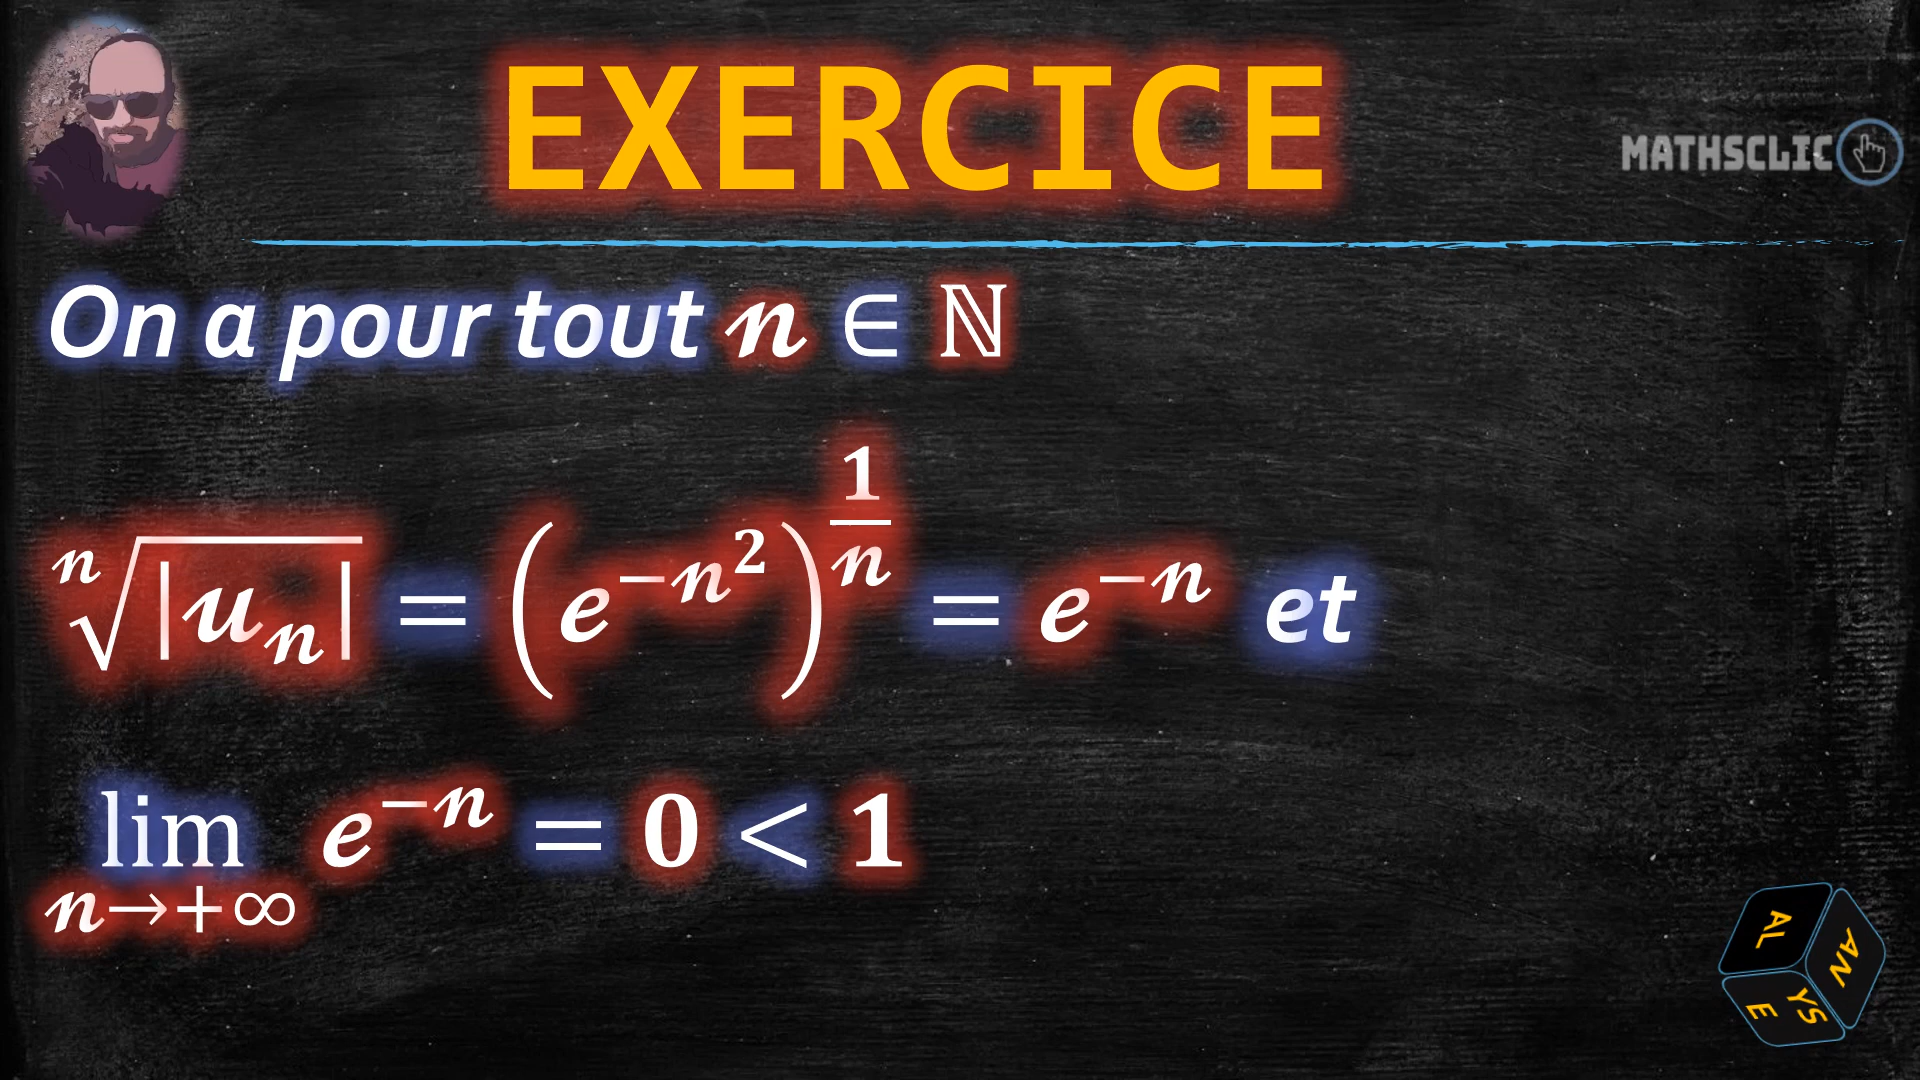 EXERCICE
MATHSCLIC
On a pour tout n ∈ ℕ
ⁿ√|uₙ| = (e^{−n²})^{1/n} = e^{−n} et
lim_{n→+∞} e^{−n} = 0 < 1
AL
AN
YS
E